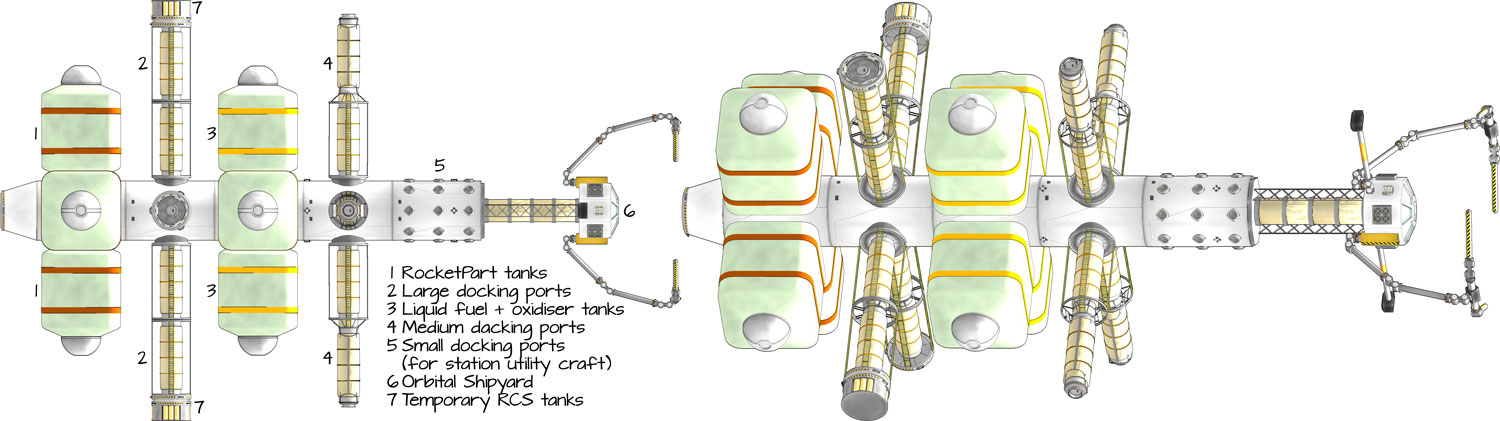 7
2
4
1
3
5
6
1
3
2
4
7
1 RocketPart tanks
2 Large docking ports
3 Liquid fuel + oxidiser tanks
4 Medium dacking ports
5 Small docking ports
(for station utility craft)
6 Orbital Shipyard
7 Temporary RCS tanks